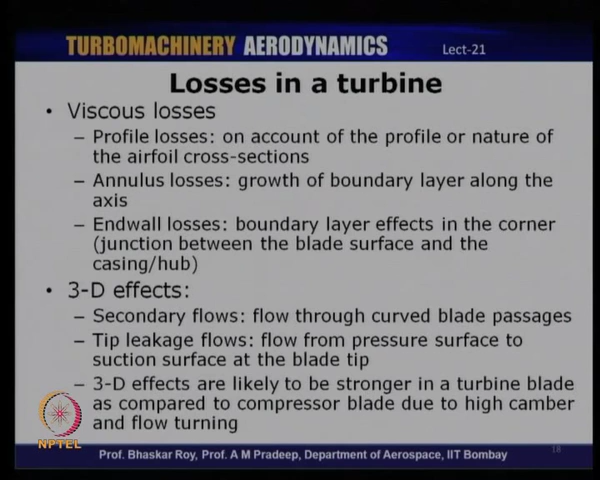 TURBOMACHINERY AERODYNAMICS Lect-21
Losses in a turbine
• Viscous losses
– Profile losses: on account of the profile or nature of
the airfoil cross-sections
– Annulus losses: growth of boundary layer along the
axis
– Endwall losses: boundary layer effects in the corner
(junction between the blade surface and the
casing/hub)
• 3-D effects:
– Secondary flows: flow through curved blade passages
– Tip leakage flows: flow from pressure surface to
suction surface at the blade tip
– 3-D effects are likely to be stronger in a turbine blade
as compared to compressor blade due to high camber
and flow turning
NPTEL
Prof. Bhaskar Roy, Prof. A M Pradeep, Department of Aerospace, IIT Bombay
18